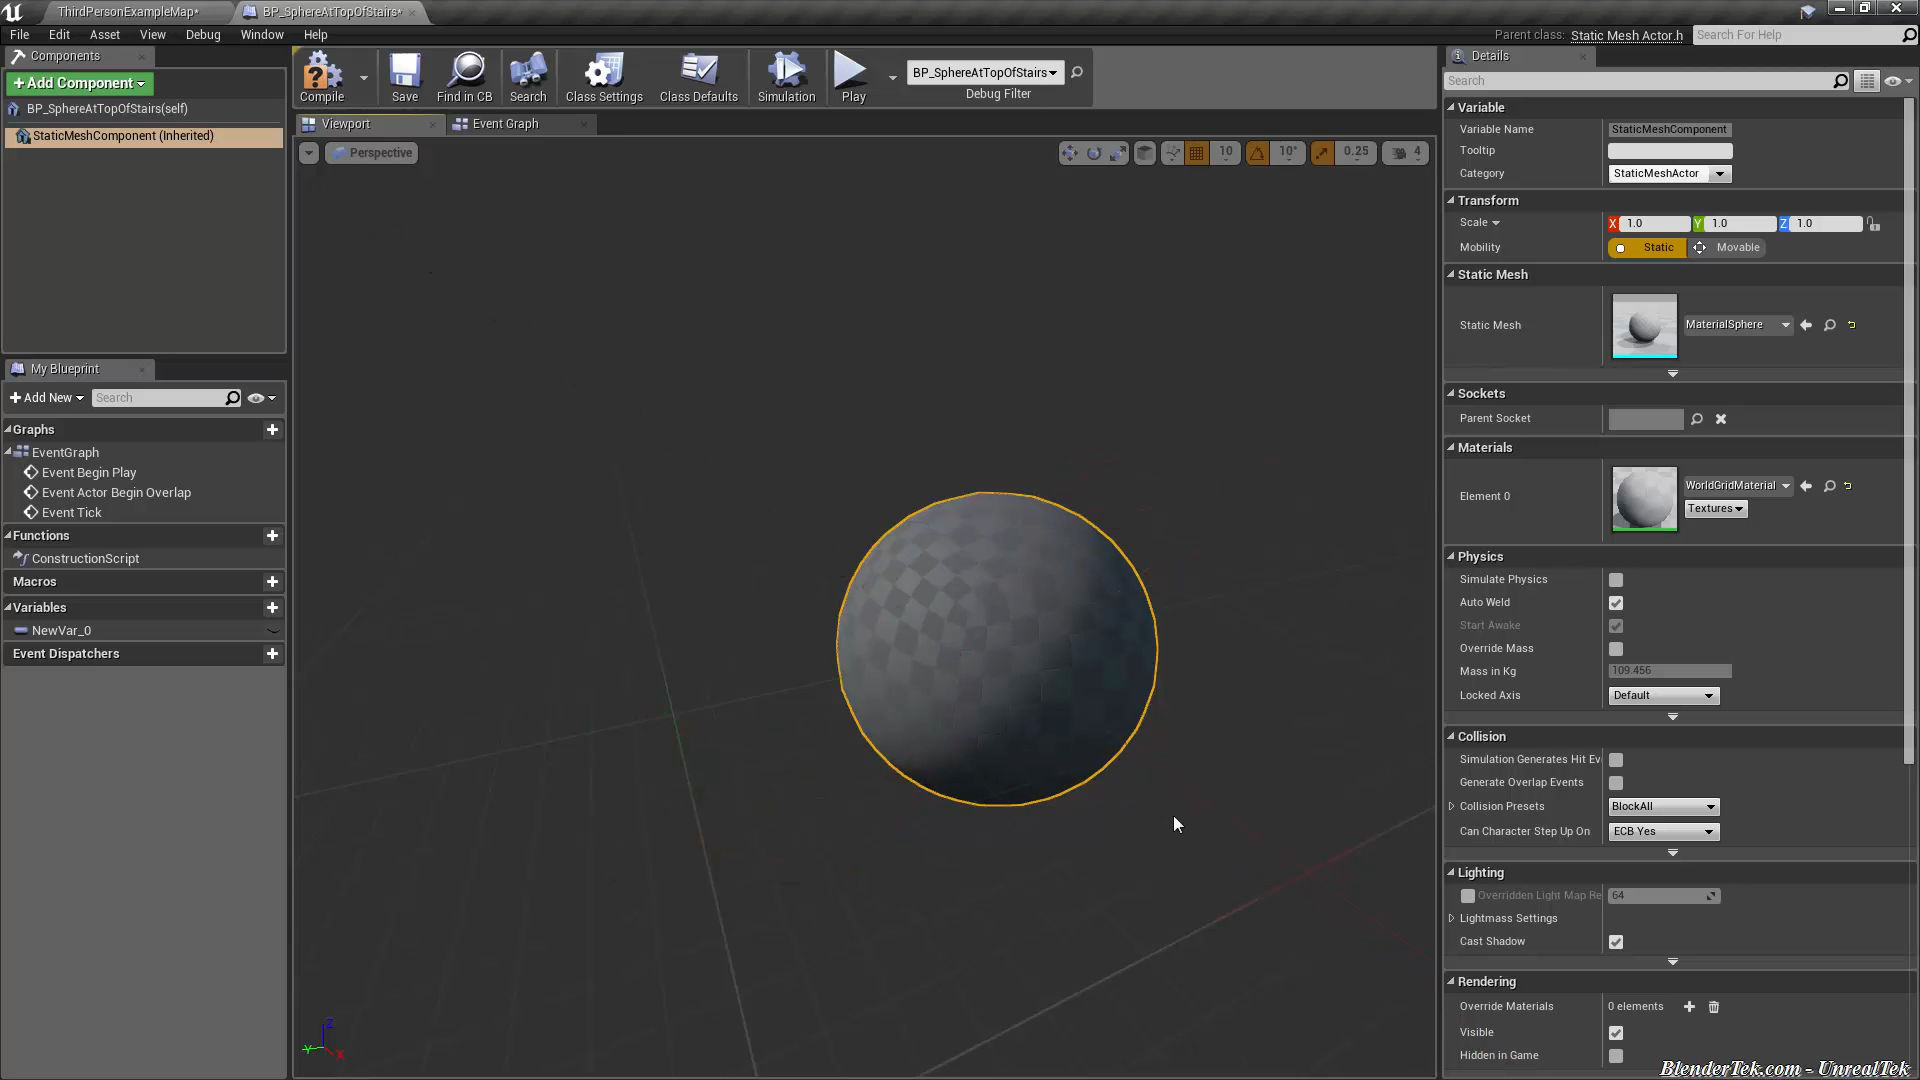 ThirdPersonExampleMap*
BP_SphereAtTopOfStairs*
File Edit Asset View Debug Window Help
Parent class: Static Mesh Actor.h
Search For Help
Components
+Add Component
BP_SphereAtTopOfStairs(self)
StaticMeshComponent (Inherited)
My Blueprint
+Add New
Search
Graphs
EventGraph
Event Begin Play
Event Actor Begin Overlap
Event Tick
Functions
ConstructionScript
Macros
Variables
NewVar_0
Event Dispatchers
Compile
Save
Find in CB
Search
Class Settings
Class Defaults
Simulation
Play
BP_SphereAtTopOfStairs
Debug Filter
Viewport
Event Graph
Perspective
10
10°
0.25
4
Z
Y
X
Details
Search
Variable
Variable Name StaticMeshComponent
Tooltip
Category StaticMeshActor
Transform
Scale X 1.0 Y 1.0 Z 1.0
Mobility Static Movable
Static Mesh
Static Mesh MaterialSphere
Sockets
Parent Socket
Materials
Element 0 WorldGridMaterial
Textures
Physics
Simulate Physics
Auto Weld
Start Awake
Override Mass
Mass in Kg 109.456
Locked Axis Default
Collision
Simulation Generates Hit Ev
Generate Overlap Events
Collision Presets BlockAll
Can Character Step Up On ECB Yes
Lighting
Overridden Light Map Re 64
Lightmass Settings
Cast Shadow
Rendering
Override Materials 0 elements
Visible
Hidden in Game
BlenderTek.com - UnrealTek